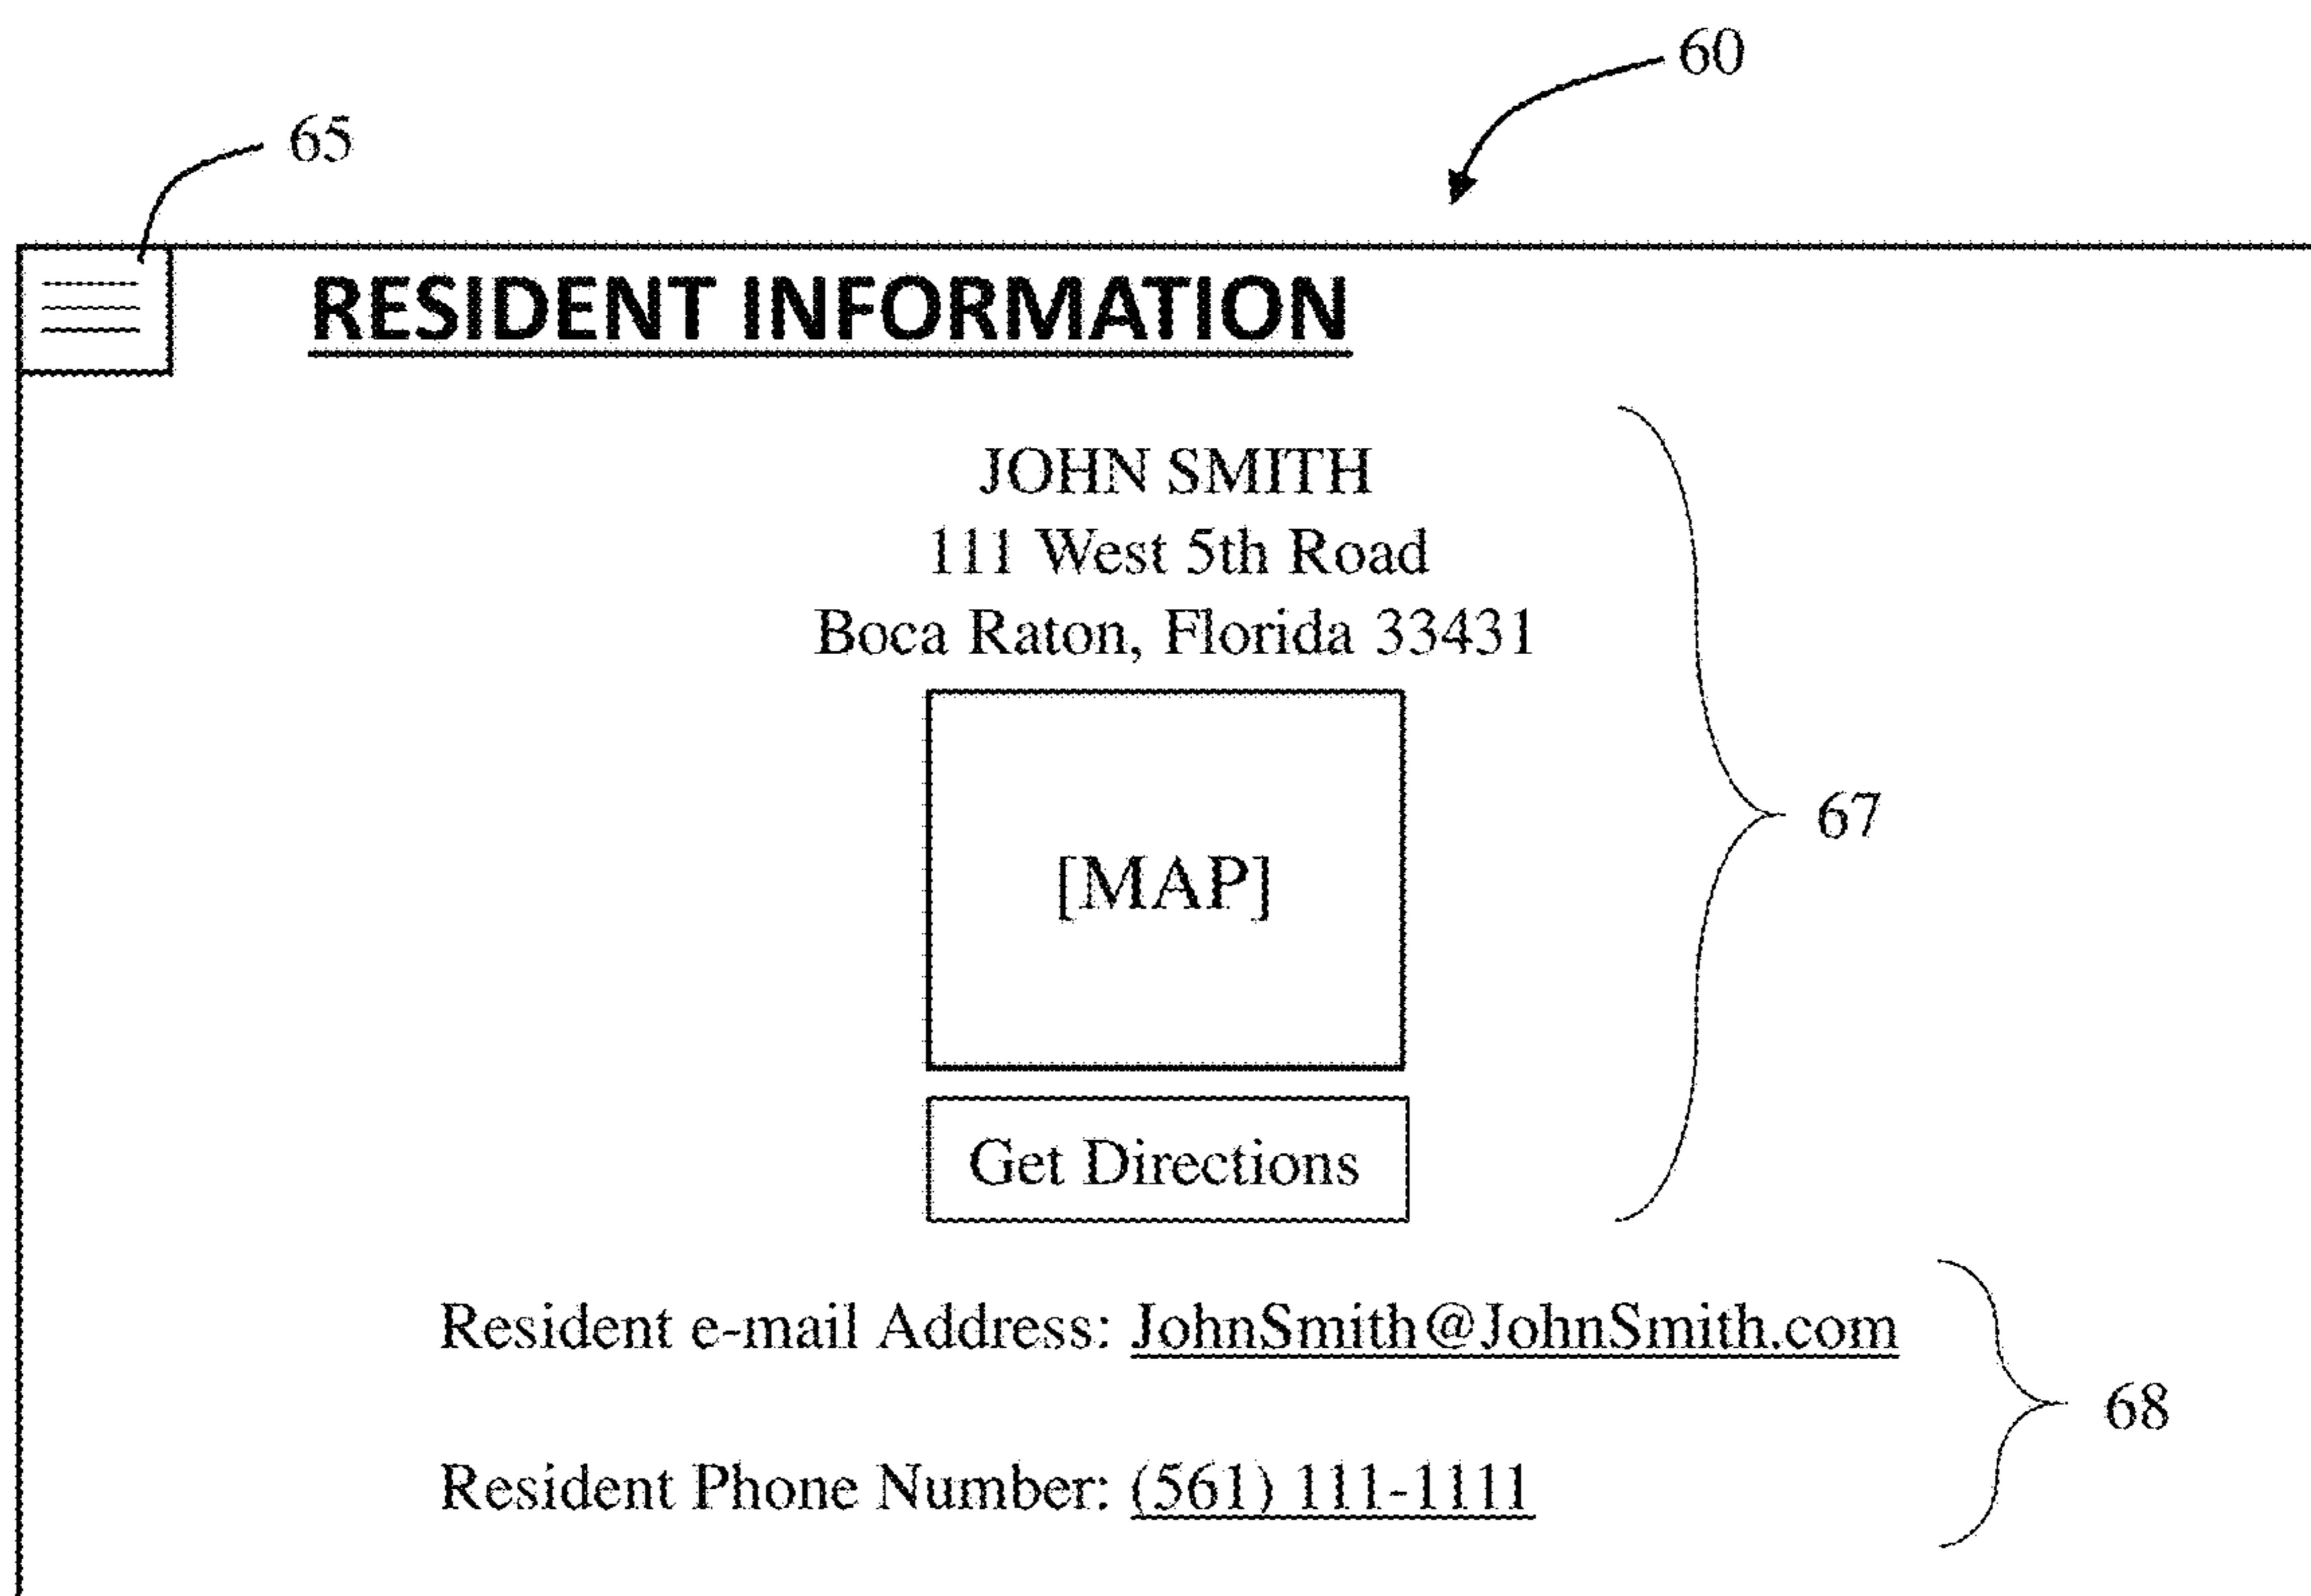 60
65
RESIDENT INFORMATION
JOHN SMITH
111 West 5th Road
Boca Raton, Florida 33431
[MAP]
67
Get Directions
Resident e-mail Address: JohnSmith@JohnSmith.com
68
Resident Phone Number: (561) 111-1111